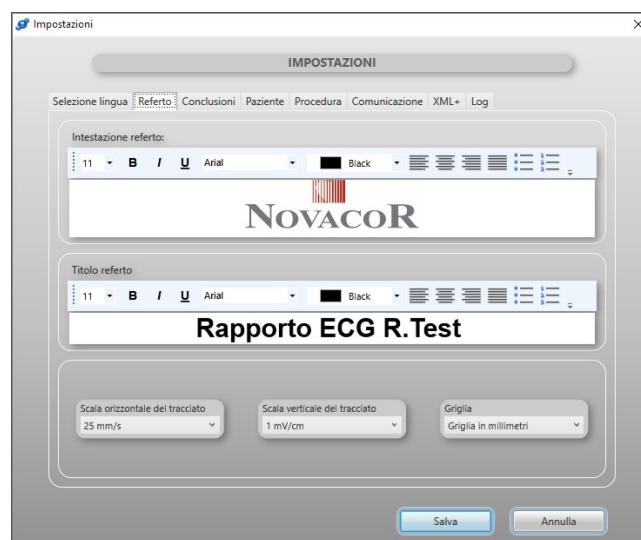 Impostazioni
IMPOSTAZIONI
Selezione lingua Referto Conclusioni Paziente Procedura Comunicazione XML+ Log
Intestazione referto:
11 B I U Arial Black
NOVACOR
Titolo referto
11 B I U Arial Black
Rapporto ECG R.Test
Scala orizzontale del tracciato Scala verticale del tracciato Griglia
25 mm/s 1 mV/cm Griglia in millimetri
Salva Annulla